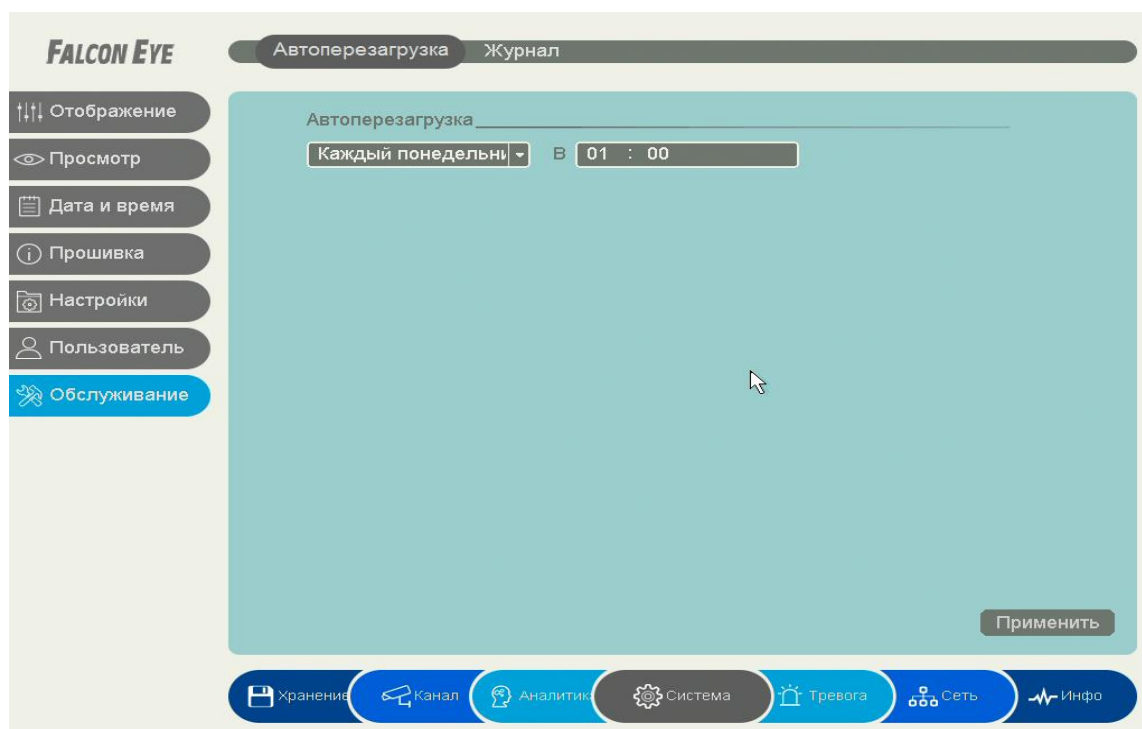 FALCON EYE
Автоперезагрузка Журнал
Отображение
Просмотр
Дата и время
Прошивка
Настройки
Пользователь
Обслуживание
Автоперезагрузка
Каждый понедельни В 01 : 00
Применить
Хранение Канал Аналитик Система Тревога Сеть Инфо